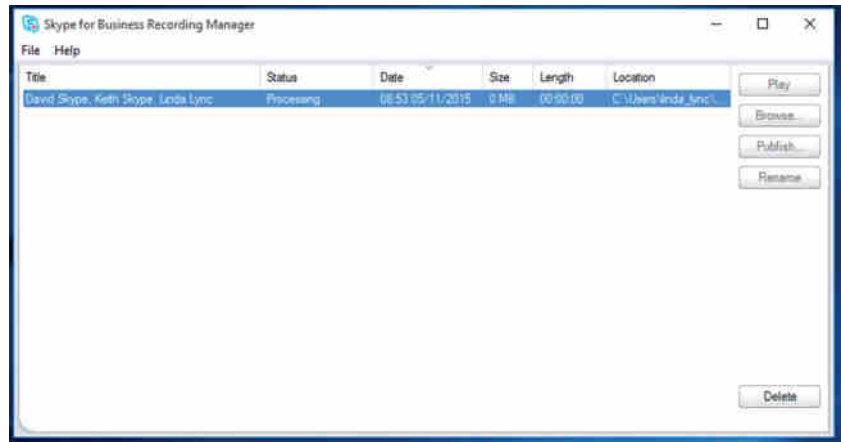 Skype for Business Recording Manager
File Help
Title Status Date Size Length Location
David Skype, Keith Skype, Linda Lync Processing 08:53 05/11/2015 0 MB 00:00:00 C:\Users\linda_lync\...
Play
Browse...
Publish...
Rename
Delete